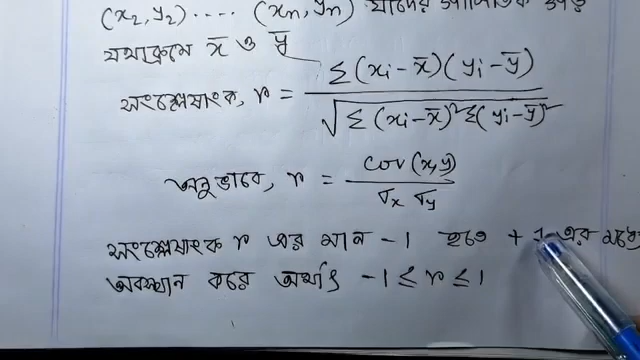 (x₂, y₂) .... (xₙ, yₙ) যাদের গাণিতিক গড়
যথাক্রমে x̄ ও ȳ
সংশ্লেষাংক, r = Σ(xi - x̄)(yi - ȳ) / √Σ(xi - x̄)² Σ(yi - ȳ)²
অনুভাবে, r = cov(x,y) / σx σy
সংশ্লেষাংক r এর মান -1 হতে +1 এর মধ্যে
অবস্থান করে অর্থাৎ -1 ≤ r ≤ 1